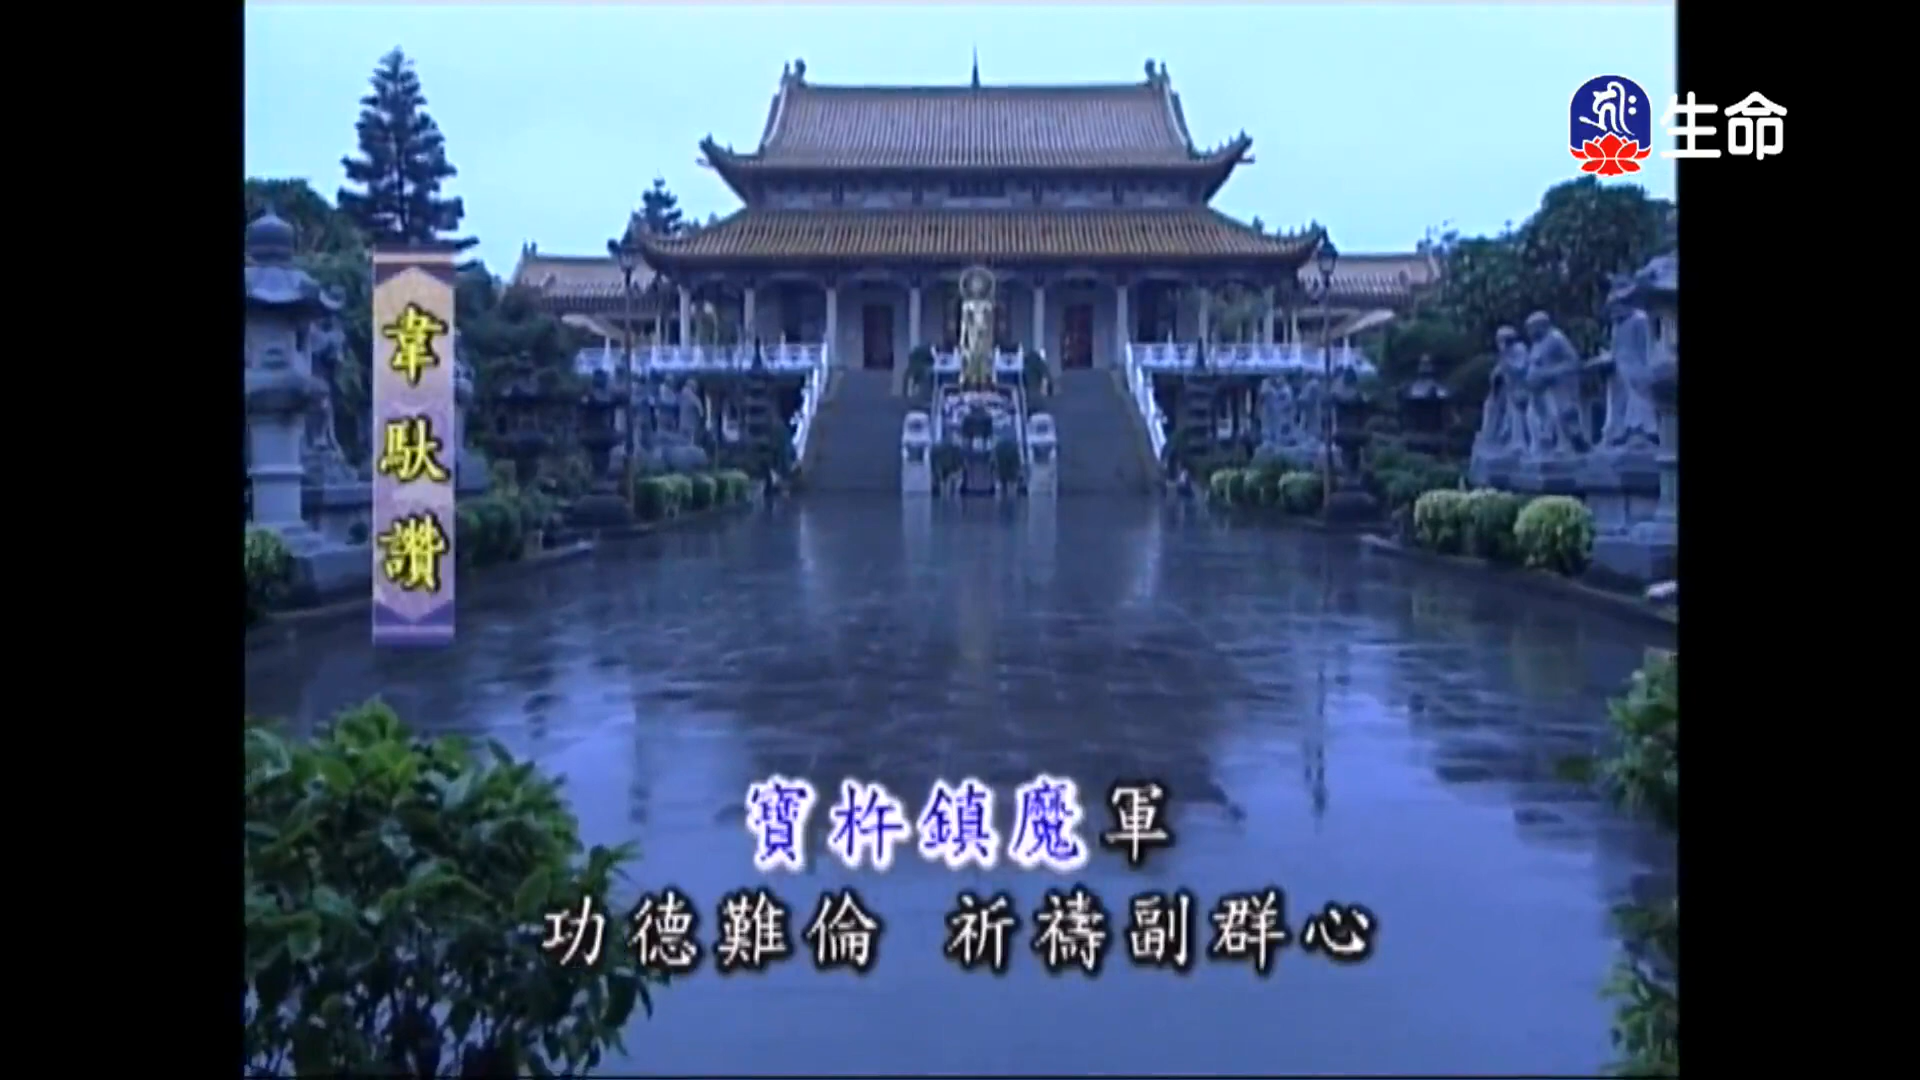 生命
韋馱讚
寶杵鎮魔軍
功德難倫 祈禱副群心